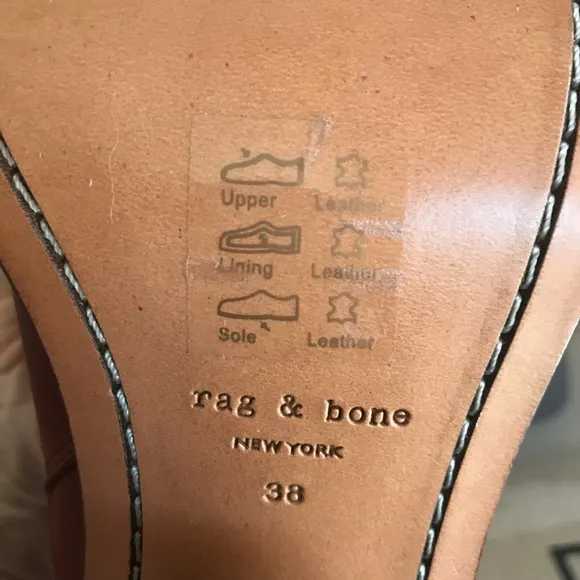 Upper Leather
Lining Leather
Sole Leather
rag & bone
NEW YORK
38